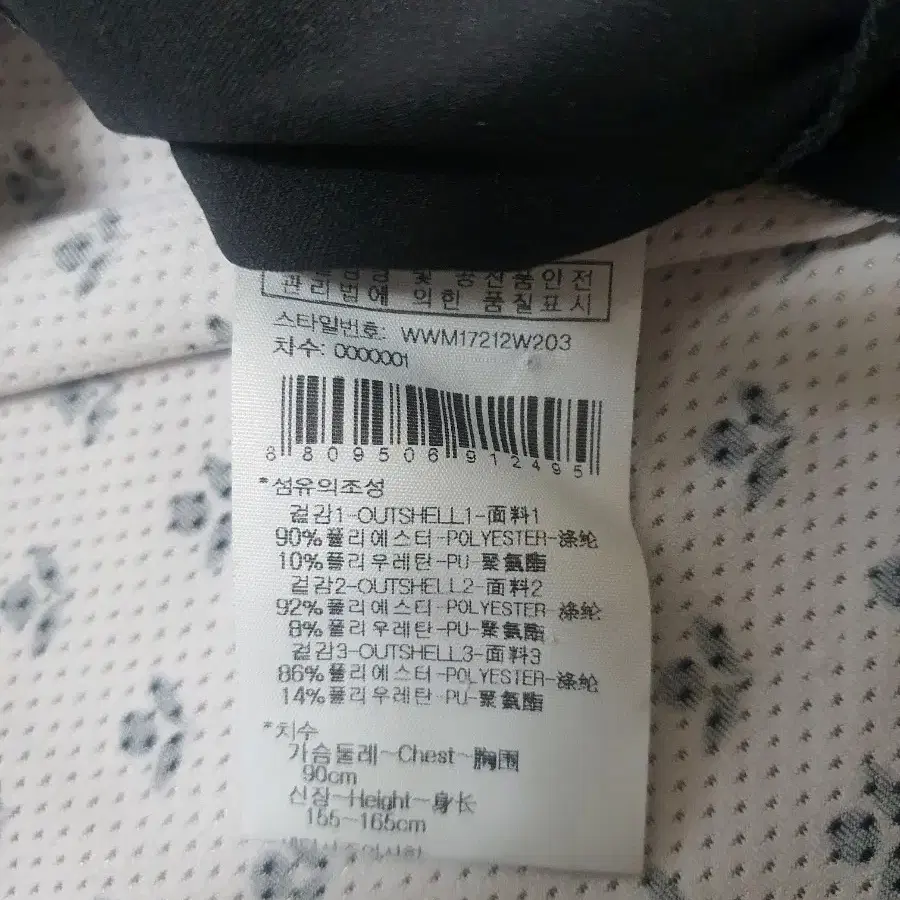 및 공산품안전
관리법에 의한 품질표시
스타일번호: WWM17212W203
치수: 0000001
8 809506 912495
*섬유의조성
겉감1-OUTSHELL1-面料1
90%폴리에스터-POLYESTER-涤纶
10%폴리우레탄-PU-聚氨酯
겉감2-OUTSHELL2-面料2
92%폴리에스터-POLYESTER-涤纶
8%폴리우레탄-PU-聚氨酯
겉감3-OUTSHELL3-面料3
86%폴리에스터-POLYESTER-涤纶
14%폴리우레탄-PU-聚氨酯
*치수
가슴둘레~Chest~胸围
90cm
신장~Height~身长
155~165cm